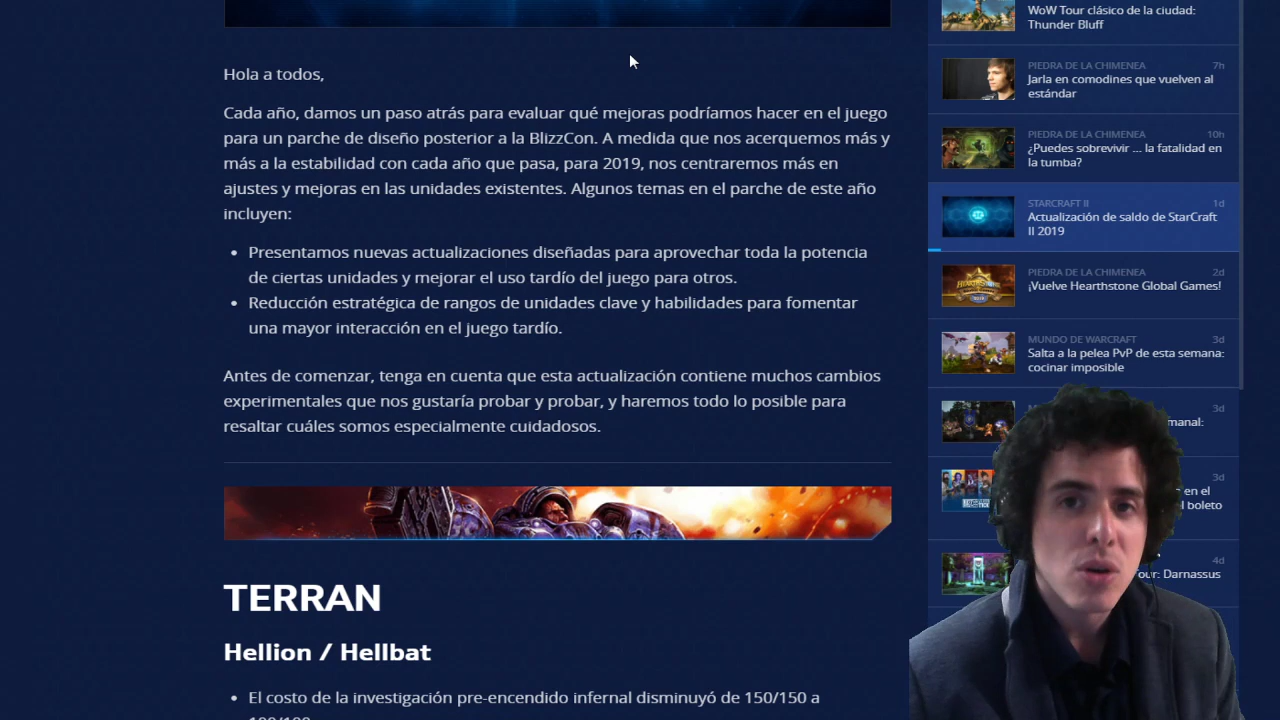 Hola a todos,
Cada año, damos un paso atrás para evaluar qué mejoras podríamos hacer en el juego
para un parche de diseño posterior a la BlizzCon. A medida que nos acerquemos más y
más a la estabilidad con cada año que pasa, para 2019, nos centraremos más en
ajustes y mejoras en las unidades existentes. Algunos temas en el parche de este año
incluyen:
• Presentamos nuevas actualizaciones diseñadas para aprovechar toda la potencia
de ciertas unidades y mejorar el uso tardío del juego para otros.
• Reducción estratégica de rangos de unidades clave y habilidades para fomentar
una mayor interacción en el juego tardío.
Antes de comenzar, tenga en cuenta que esta actualización contiene muchos cambios
experimentales que nos gustaría probar y probar, y haremos todo lo posible para
resaltar cuáles somos especialmente cuidadosos.
TERRAN
Hellion / Hellbat
• El costo de la investigación pre-encendido infernal disminuyó de 150/150 a
WoW Tour clásico de la ciudad:
Thunder Bluff
PIEDRA DE LA CHIMENEA 7h
Jarla en comodines que vuelven al
estándar
PIEDRA DE LA CHIMENEA 10h
¿Puedes sobrevivir ... la fatalidad en
la tumba?
STARCRAFT II 1d
Actualización de saldo de StarCraft
II 2019
PIEDRA DE LA CHIMENEA 2d
¡Vuelve Hearthstone Global Games!
MUNDO DE WARCRAFT 3d
Salta a la pelea PvP de esta semana:
cocinar imposible
3d
3d
en el
boleto
4d
Tour: Darnassus